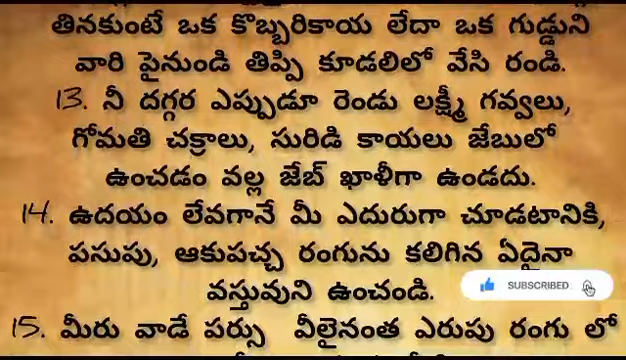 తినకుంటే ఒక కొబ్బరికాయ లేదా ఒక గుడ్డుని
వారి పైనుండి తిప్పి కూడలిలో వేసి రండి.
13. నీ దగ్గర ఎప్పుడూ రెండు లక్ష్మీ గవ్వలు,
గోమతి చక్రాలు, సురిడి కాయలు జేబులో
ఉంచడం వల్ల జేబ్ ఖాళీగా ఉండదు.
14. ఉదయం లేవగానే మీ ఎదురుగా చూడటానికి,
పసుపు, ఆకుపచ్చ రంగును కలిగిన ఏదైనా
వస్తువుని ఉంచండి.
SUBSCRIBED
15. మీరు వాడే పర్సు వీలైనంత ఎరుపు రంగు లో